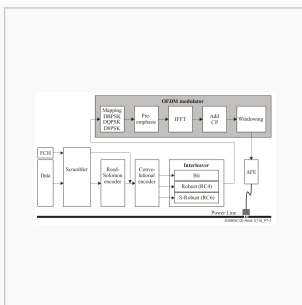 OFDM modulator
Mapping
DBPSK
DQPSK
D8PSK
Pre-
emphasis
IFFT
Add
CP
Windowing
FCH
Data
Scrambler
Reed-
Solomon
encoder
Convo-
lutional
encoder
Interleaver
Bit
Robust (RC4)
S-Robust (RC6)
AFE
Power Line